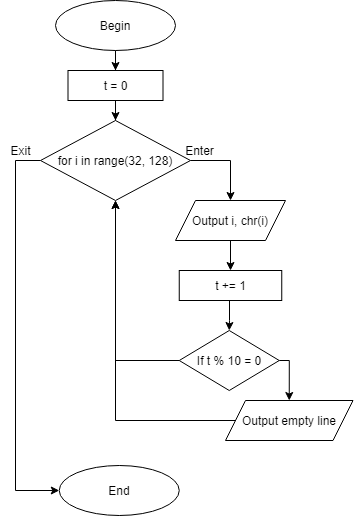 Begin
t = 0
for i in range(32, 128)
Exit
Enter
Output i, chr(i)
t += 1
If t % 10 = 0
Output empty line
End